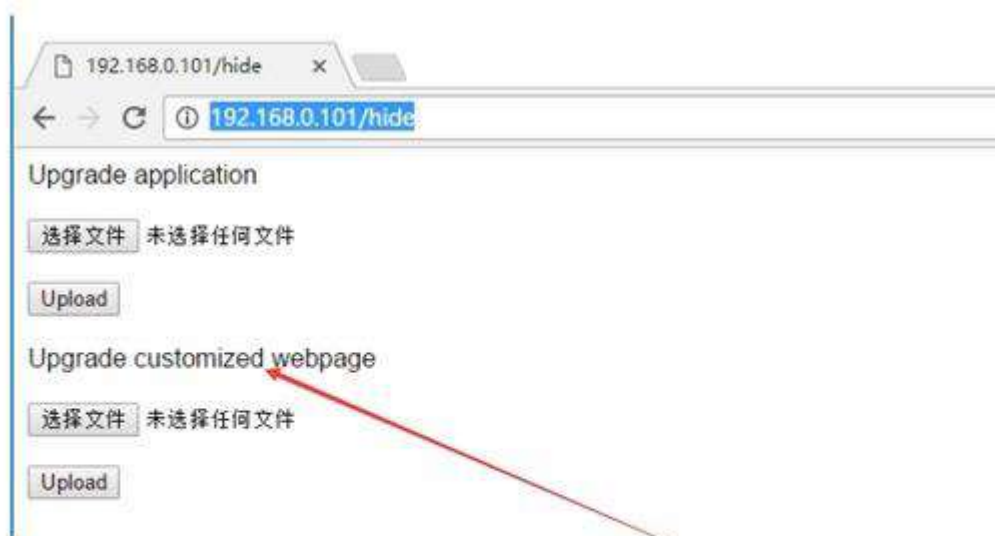 192.168.0.101/hide
192.168.0.101/hide
Upgrade application
选择文件 未选择任何文件
Upload
Upgrade customized webpage
选择文件 未选择任何文件
Upload